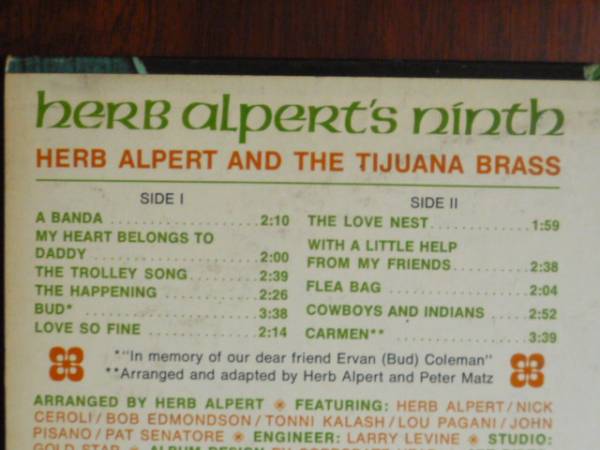 herb alpert's ninth
HERB ALPERT AND THE TIJUANA BRASS
SIDE I
A BANDA ................... 2:10
MY HEART BELONGS TO
DADDY ................... 2:00
THE TROLLEY SONG ......... 2:39
THE HAPPENING ............ 2:26
BUD* ..................... 3:38
LOVE SO FINE ............. 2:14
SIDE II
THE LOVE NEST ............. 1:59
WITH A LITTLE HELP
FROM MY FRIENDS ......... 2:38
FLEA BAG ................. 2:04
COWBOYS AND INDIANS ..... 2:52
CARMEN** ................. 3:39
*"In memory of our dear friend Ervan (Bud) Coleman"
**Arranged and adapted by Herb Alpert and Peter Matz
ARRANGED BY HERB ALPERT ❋ FEATURING: HERB ALPERT/NICK
CEROLI/BOB EDMONDSON/TONNI KALASH/LOU PAGANI/JOHN
PISANO/PAT SENATORE ❋ ENGINEER: LARRY LEVINE ❋ STUDIO:
GOLD STAR ❋ ALBUM DESIGN BY